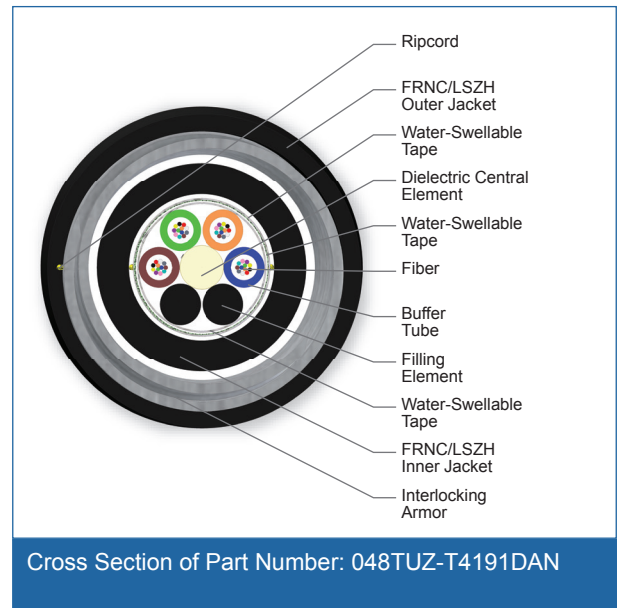 Ripcord
FRNC/LSZH
Outer Jacket
Water-Swellable
Tape
Dielectric Central
Element
Water-Swellable
Tape
Fiber
Buffer
Tube
Filling
Element
Water-Swellable
Tape
FRNC/LSZH
Inner Jacket
Interlocking
Armor
Cross Section of Part Number: 048TUZ-T4191DAN